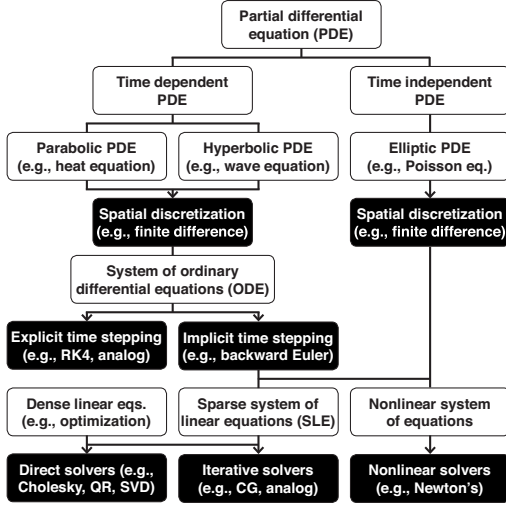 Partial differential
equation (PDE)
Time dependent
PDE
Time independent
PDE
Parabolic PDE
(e.g., heat equation)
Hyperbolic PDE
(e.g., wave equation)
Elliptic PDE
(e.g., Poisson eq.)
Spatial discretization
(e.g., finite difference)
Spatial discretization
(e.g., finite difference)
System of ordinary
differential equations (ODE)
Explicit time stepping
(e.g., RK4, analog)
Implicit time stepping
(e.g., backward Euler)
Dense linear eqs.
(e.g., optimization)
Sparse system of
linear equations (SLE)
Nonlinear system
of equations
Direct solvers (e.g.,
Cholesky, QR, SVD)
Iterative solvers
(e.g., CG, analog)
Nonlinear solvers
(e.g., Newton's)